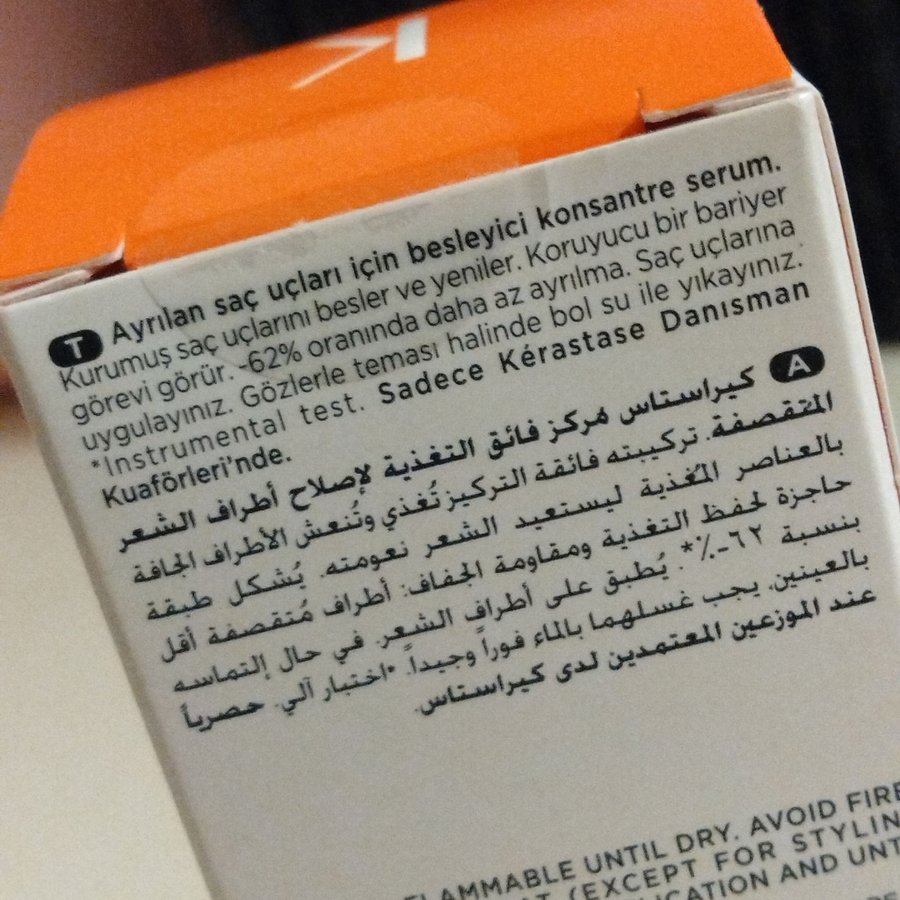 T Ayrılan saç uçları için besleyici konsantre serum.
Kurumuş saç uçlarını besler ve yeniler. Koruyucu bir bariyer
görevi görür. -62% oranında daha az ayrılma. Saç uçlarına
uygulayınız. Gözlerle teması halinde bol su ile yıkayınız.
*Instrumental test. Sadece Kérastase Danısman
Kuaförleri'nde.
A كيراستاس مركز فائق التغذية لإصلاح أطراف الشعر
المتقصفة. تركيبته فائقة التركيز تُغذي وتُنعش الأطراف الجافة
بالعناصر المُغذية ليستعيد الشعر نعومته. يُشكل طبقة
حاجزة لحفظ التغذية ومقاومة الجفاف: أطراف مُتقصفة أقل
بنسبة ٦٢-٪*. يُطبق على أطراف الشعر. في حال إلتماسه
بالعينين، يجب غسلهما بالماء فوراً وجيداً. *اختبار آلي. حصرياً
عند الموزعين المعتمدين لدى كيراستاس.
FLAMMABLE UNTIL DRY. AVOID FIRE
(EXCEPT FOR STYLIN
ICATION AND UNT